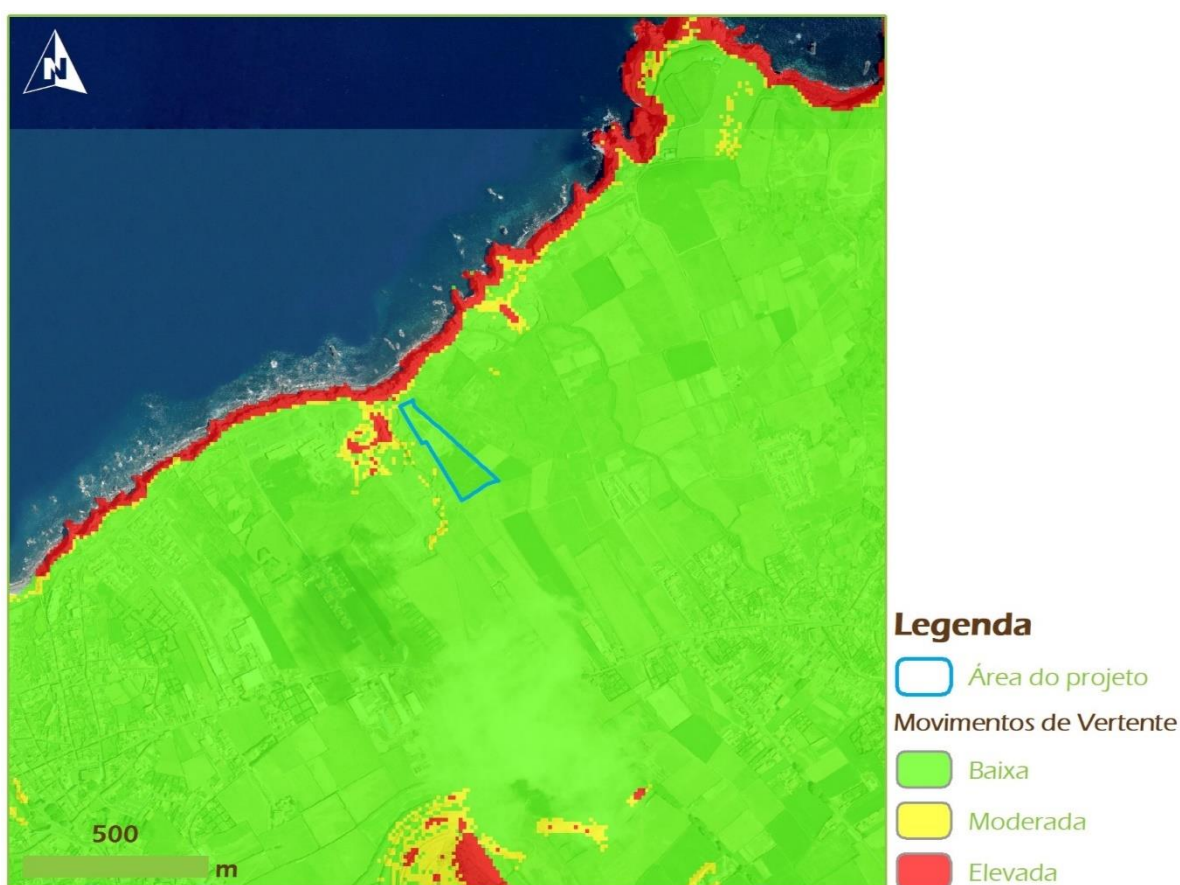 N
500
m
Legenda
Área do projeto
Movimentos de Vertente
Baixa
Moderada
Elevada